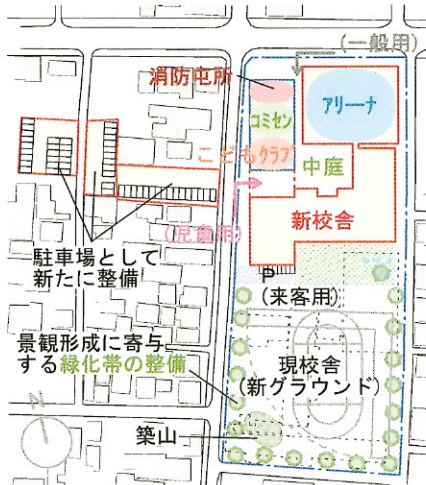 (一般用)
消防屯所
アリーナ
コミセン
こどもクラブ
中庭
(児童用)
新校舎
駐車場として
新たに整備
P
(来客用)
景観形成に寄与
する緑化帯の整備
現校舎
(新グラウンド)
築山
N